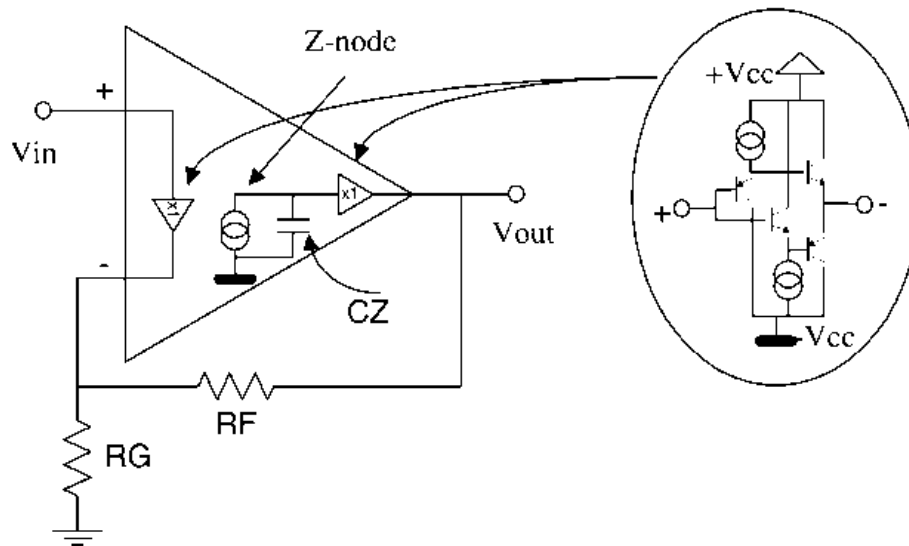 Z-node
+Vcc
+
Vin
x1
x1
+
-
Vout
-
CZ
-Vcc
RF
RG